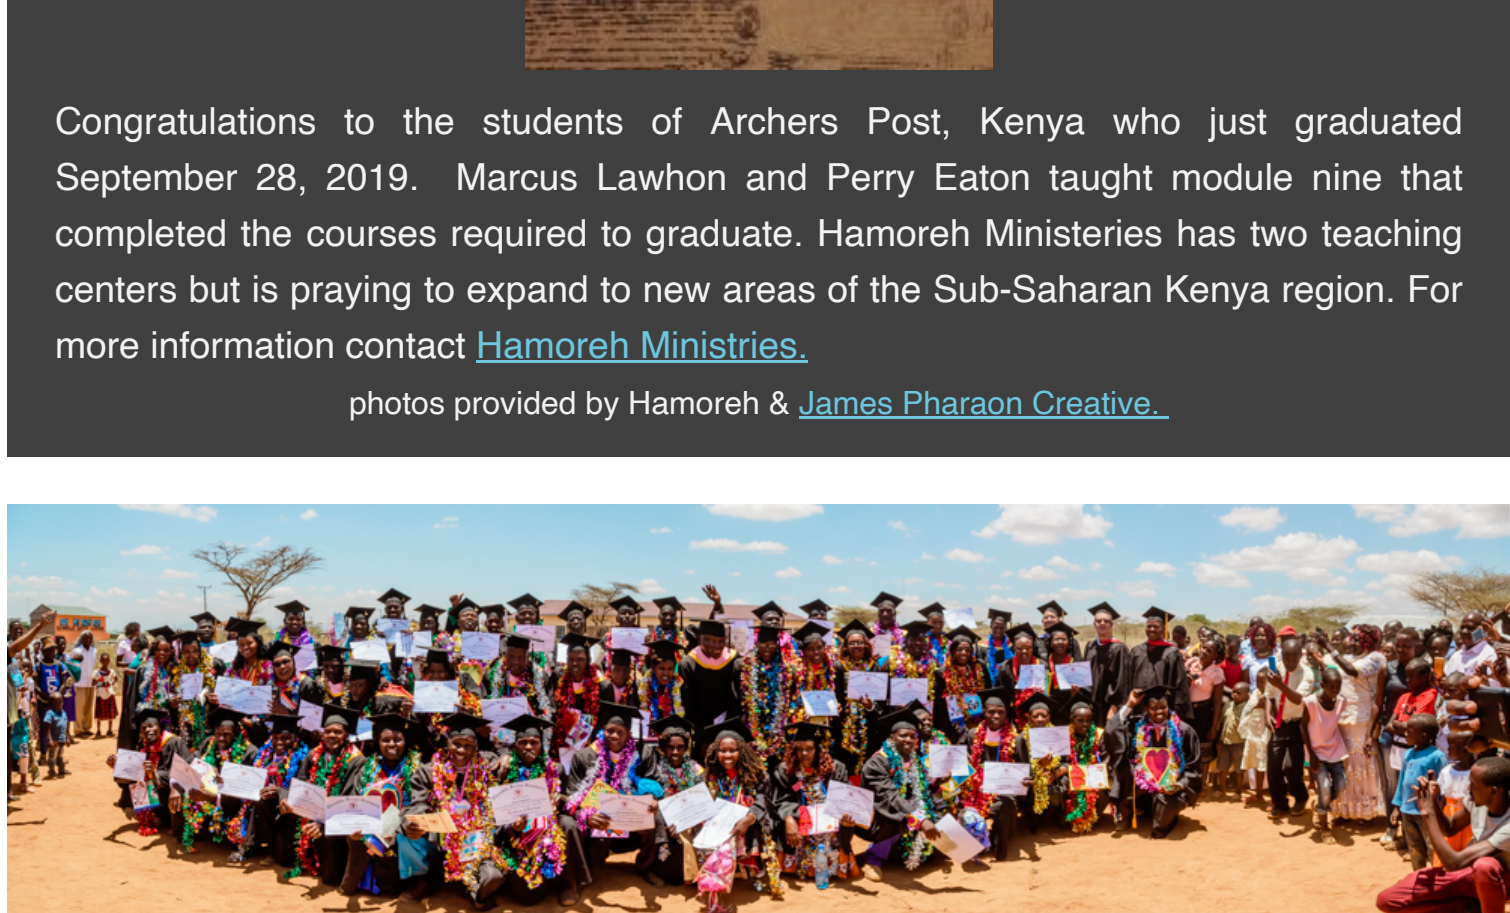 Congratulations to the students of Archers Post, Kenya who just graduated
September 28, 2019.  Marcus Lawhon and Perry Eaton taught module nine that
completed the courses required to graduate. Hamoreh Ministeries has two teaching
centers but is praying to expand to new areas of the Sub-Saharan Kenya region. For
more information contact Hamoreh Ministries.
photos provided by Hamoreh & James Pharaon Creative.